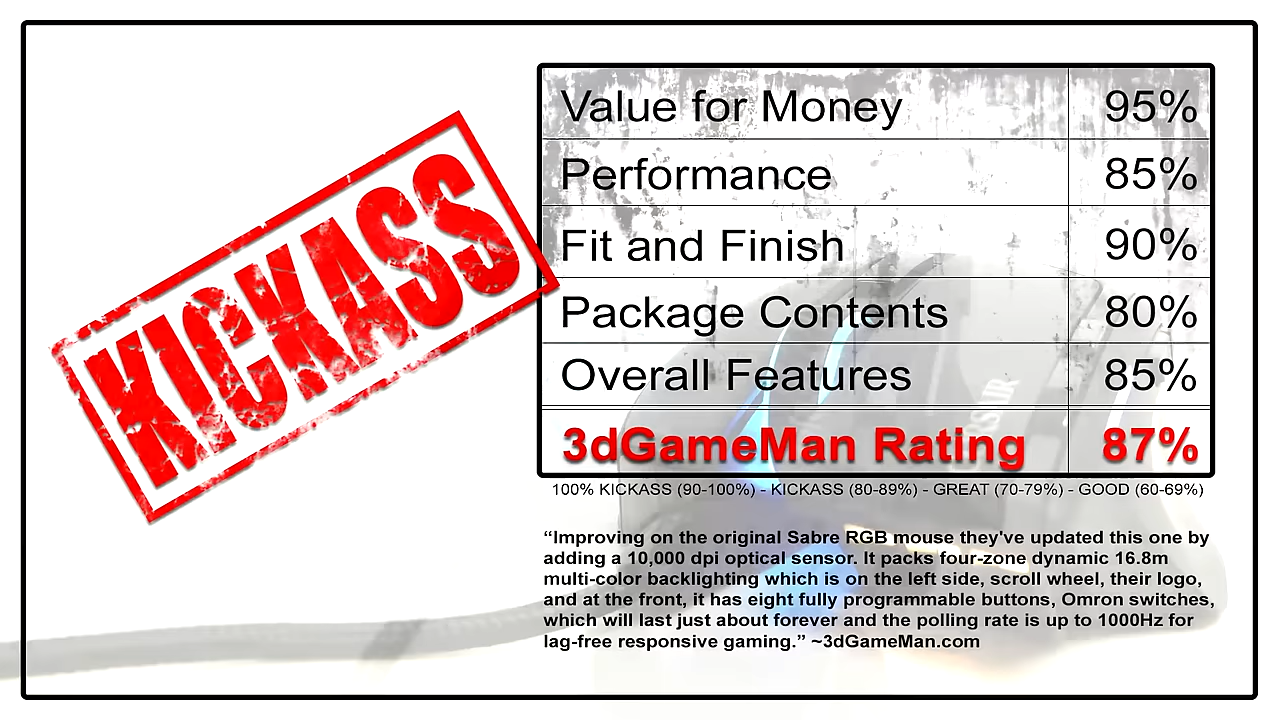 KICKASS
Value for Money 95%
Performance 85%
Fit and Finish 90%
Package Contents 80%
Overall Features 85%
3dGameMan Rating 87%
100% KICKASS (90-100%) - KICKASS (80-89%) - GREAT (70-79%) - GOOD (60-69%)
“Improving on the original Sabre RGB mouse they've updated this one by
adding a 10,000 dpi optical sensor. It packs four-zone dynamic 16.8m
multi-color backlighting which is on the left side, scroll wheel, their logo,
and at the front, it has eight fully programmable buttons, Omron switches,
which will last just about forever and the polling rate is up to 1000Hz for
lag-free responsive gaming.” ~3dGameMan.com